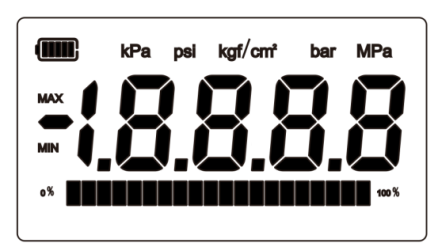 kPa psi kgf/cm² bar MPa
MAX
-1.8.8.8.8
MIN
0% 100%